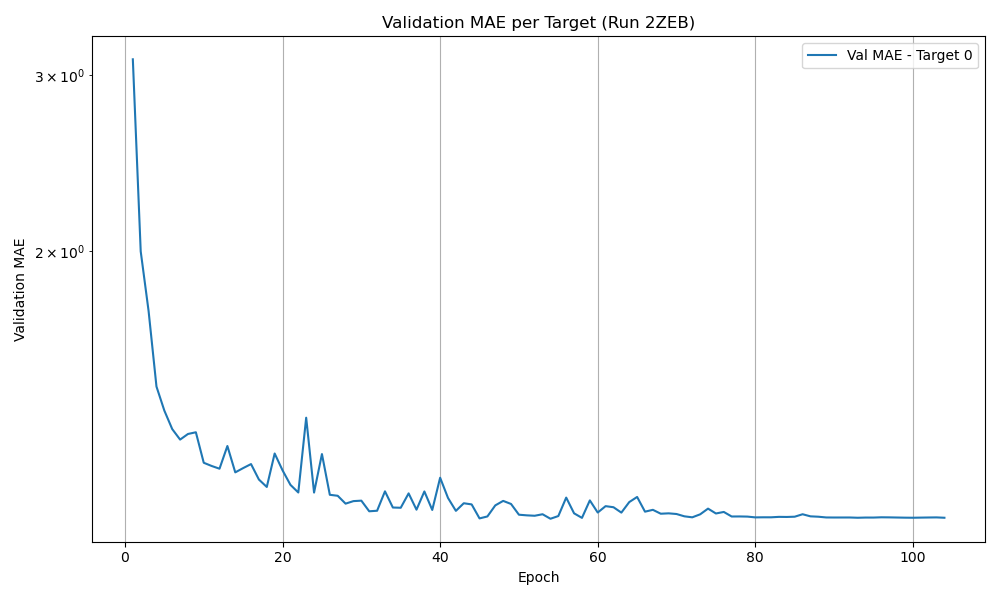 Validation MAE per Target (Run 2ZEB)
Val MAE - Target 0
3 × 10⁰
2 × 10⁰
Validation MAE
0 20 40 60 80 100
Epoch